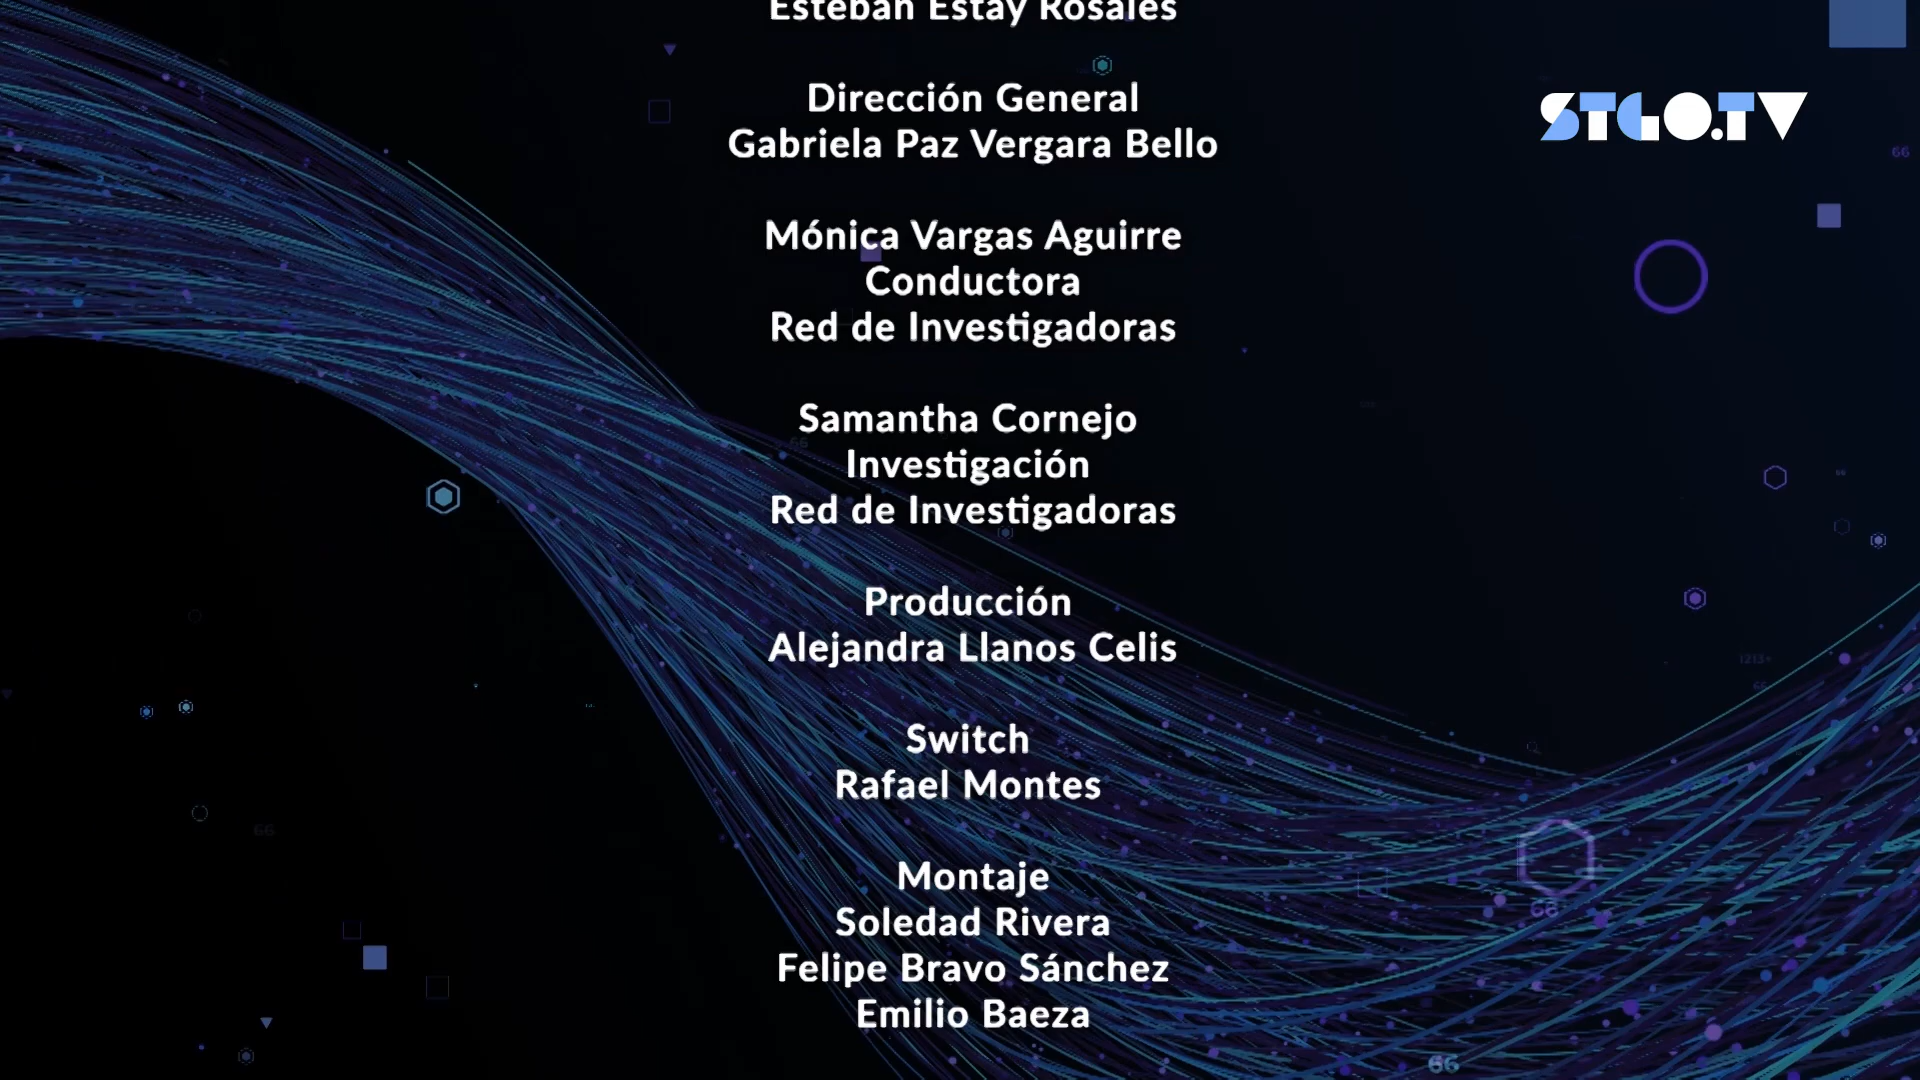 Esteban Estay Rosales
Dirección General
Gabriela Paz Vergara Bello
STGO.TV
Mónica Vargas Aguirre
Conductora
Red de Investigadoras
Samantha Cornejo
Investigación
Red de Investigadoras
Producción
Alejandra Llanos Celis
Switch
Rafael Montes
Montaje
Soledad Rivera
Felipe Bravo Sánchez
Emilio Baeza